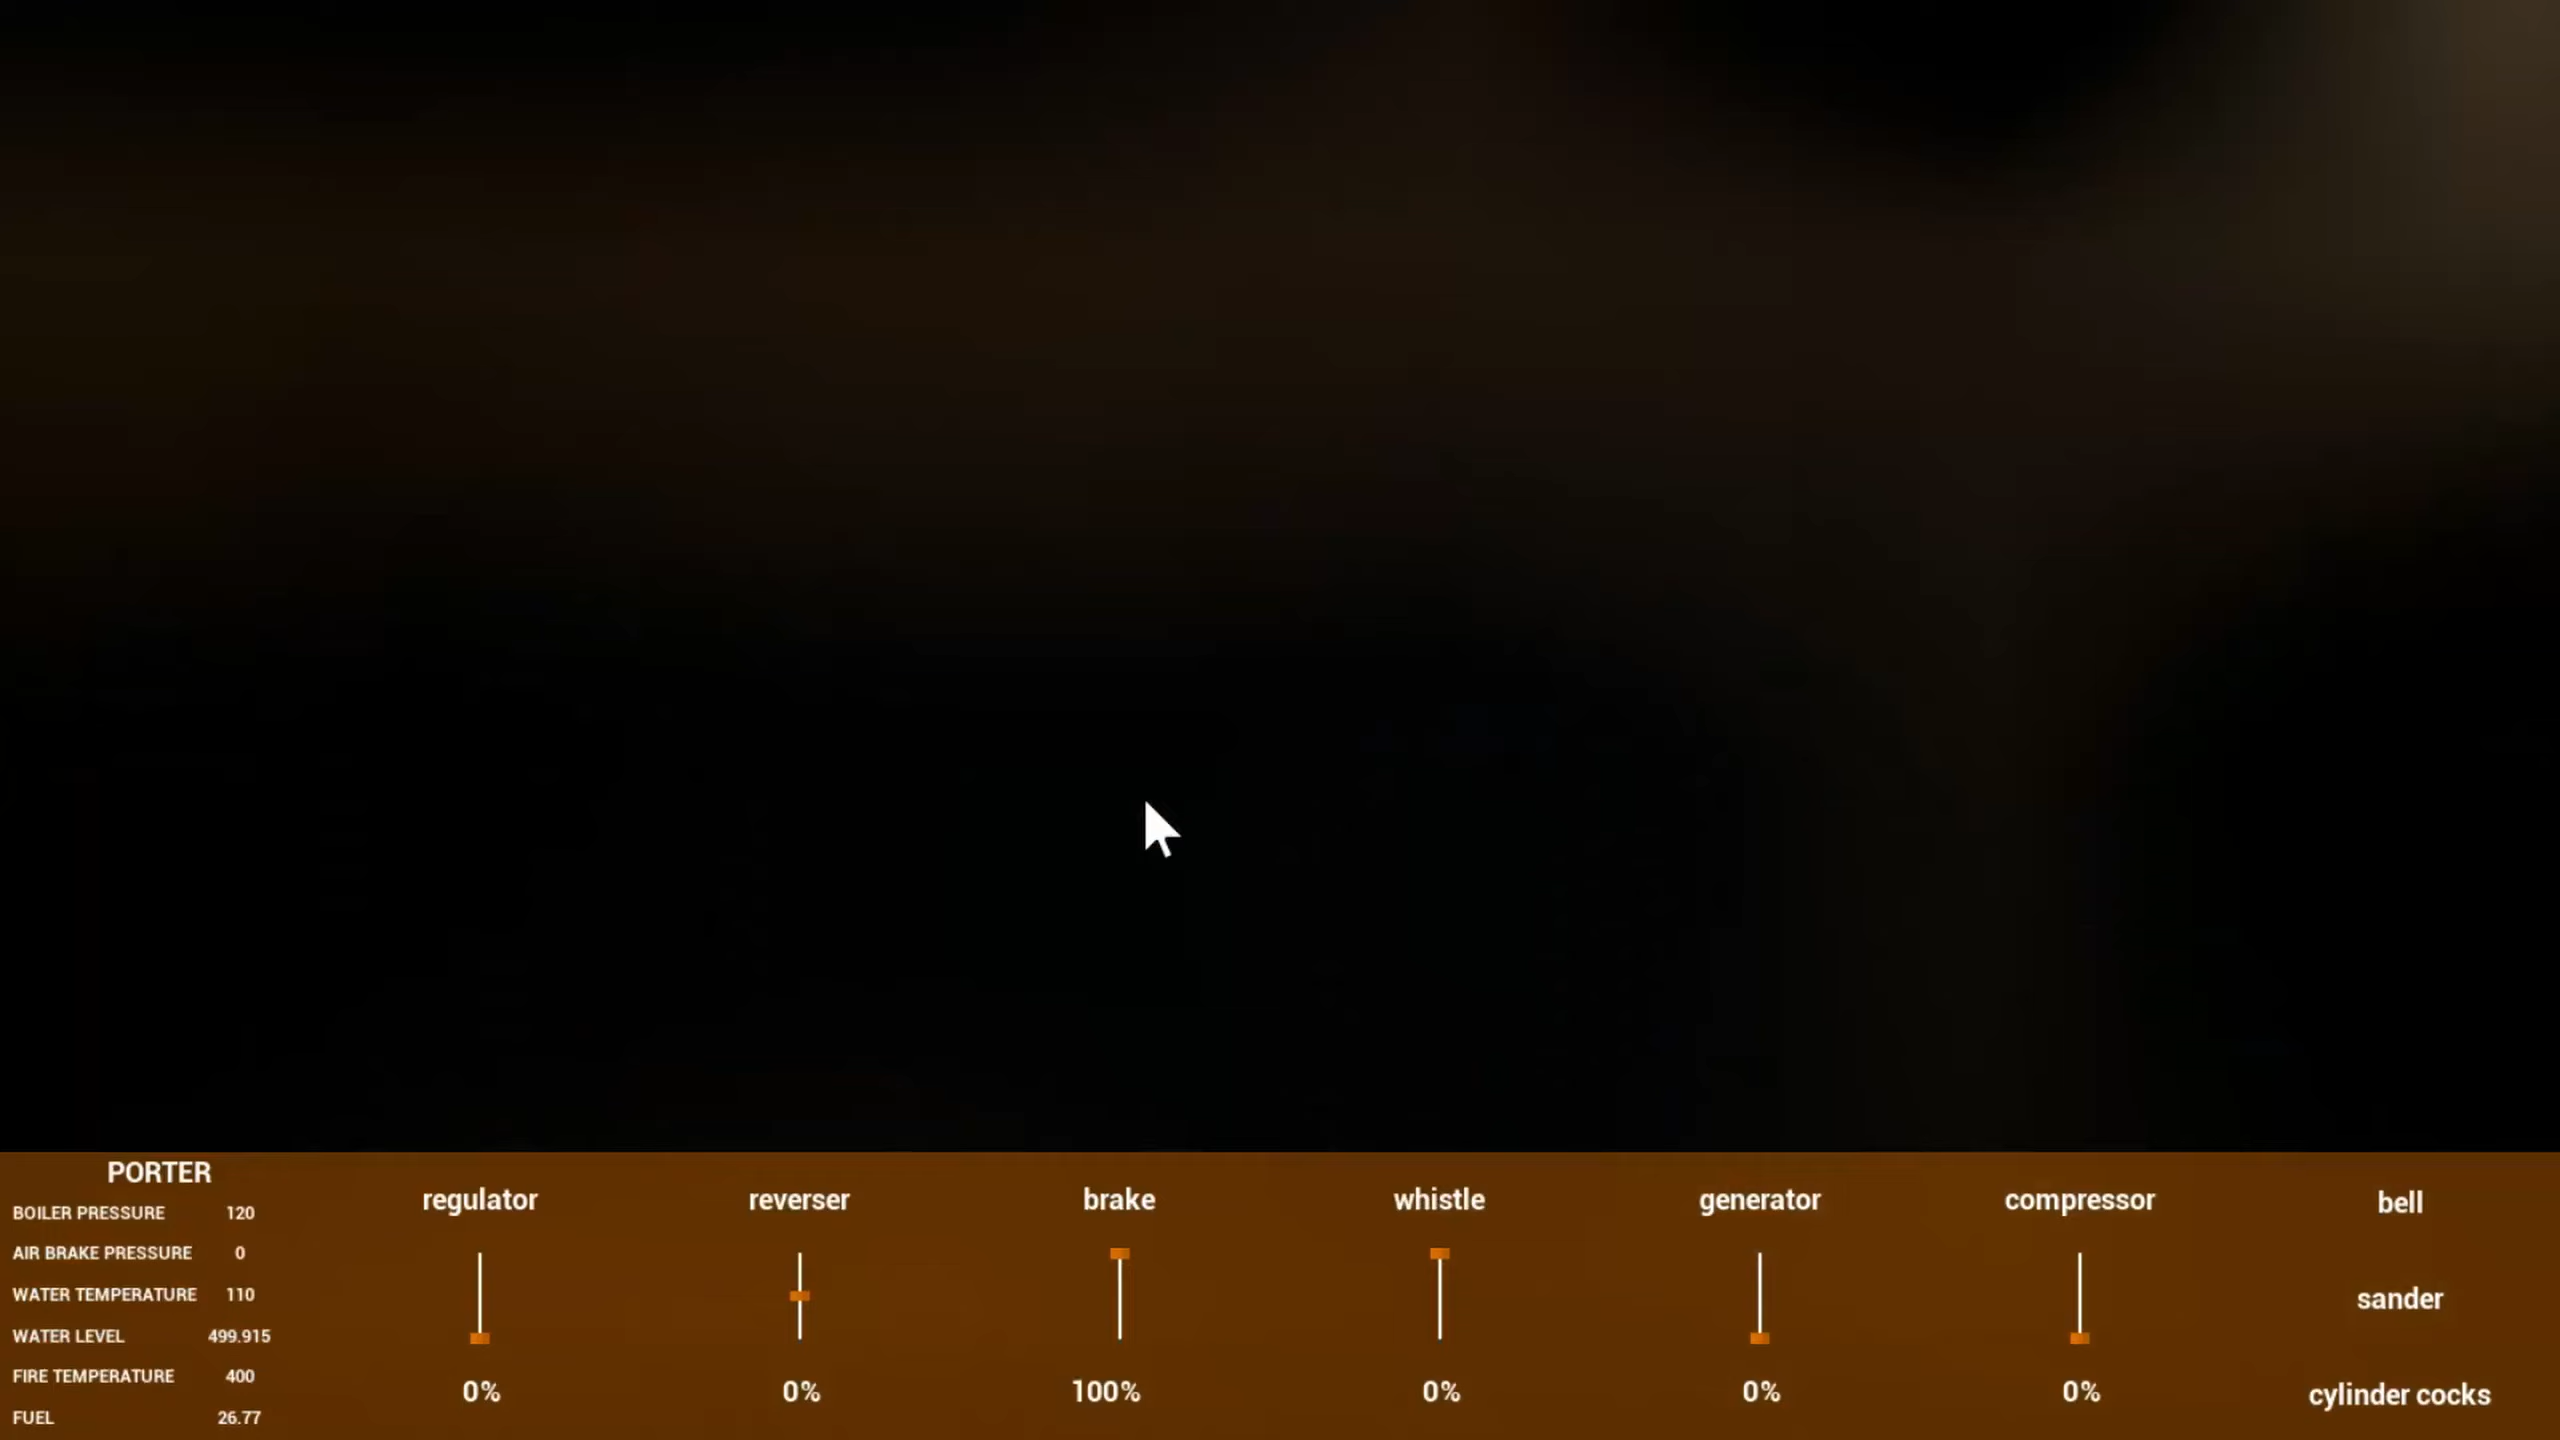 PORTER
BOILER PRESSURE 120
AIR BRAKE PRESSURE 0
WATER TEMPERATURE 110
WATER LEVEL 499.915
FIRE TEMPERATURE 400
FUEL 26.77
regulator
0%
reverser
0%
brake
100%
whistle
0%
generator
0%
compressor
0%
bell
sander
cylinder cocks